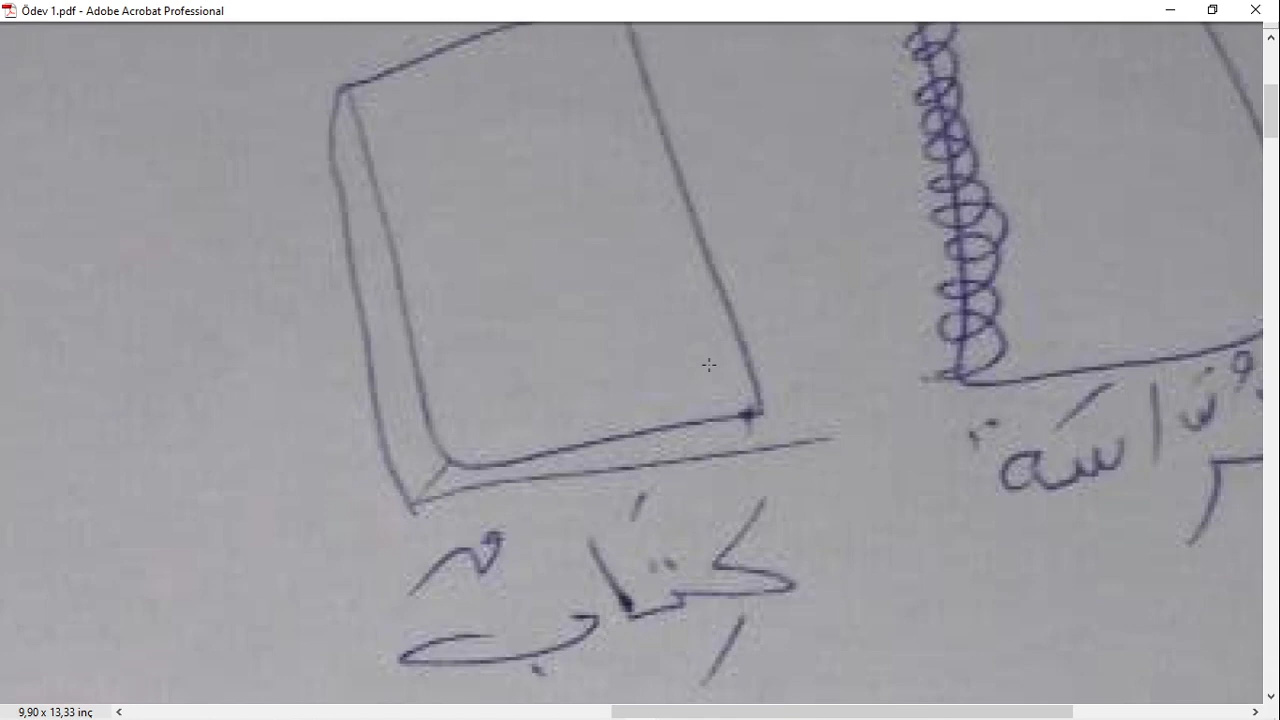 Ödev 1.pdf - Adobe Acrobat Professional
كِتَابٌ
9,90 x 13,33 inç